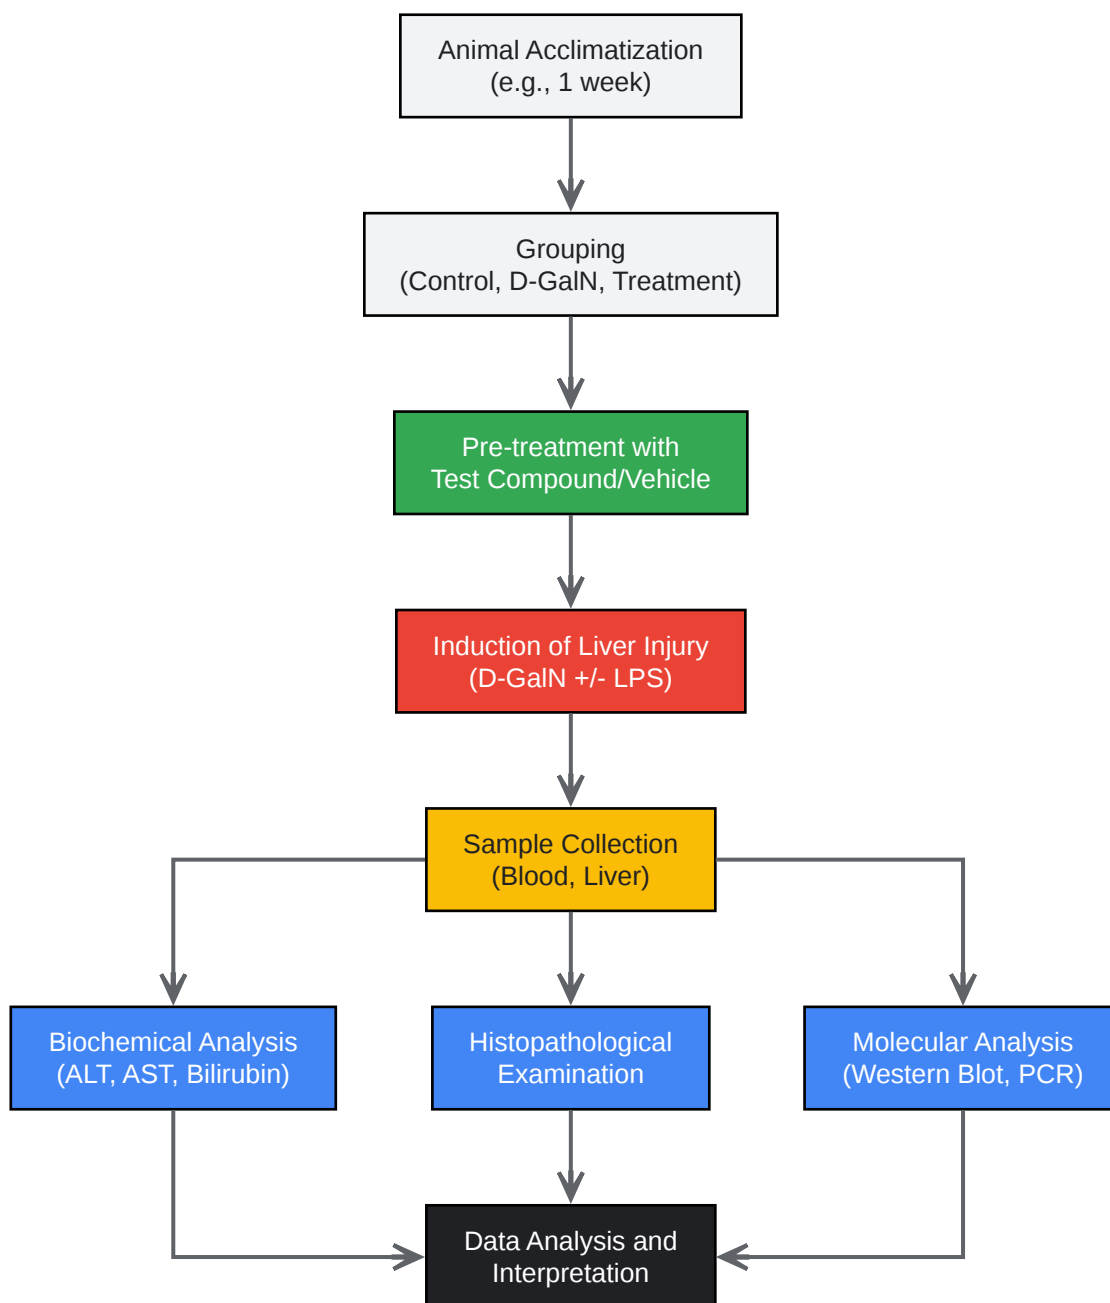 Animal Acclimatization
(e.g., 1 week)
Grouping
(Control, D-GalN, Treatment)
Pre-treatment with
Test Compound/Vehicle
Induction of Liver Injury
(D-GalN +/- LPS)
Sample Collection
(Blood, Liver)
Biochemical Analysis
(ALT, AST, Bilirubin)
Histopathological
Examination
Molecular Analysis
(Western Blot, PCR)
Data Analysis and
Interpretation